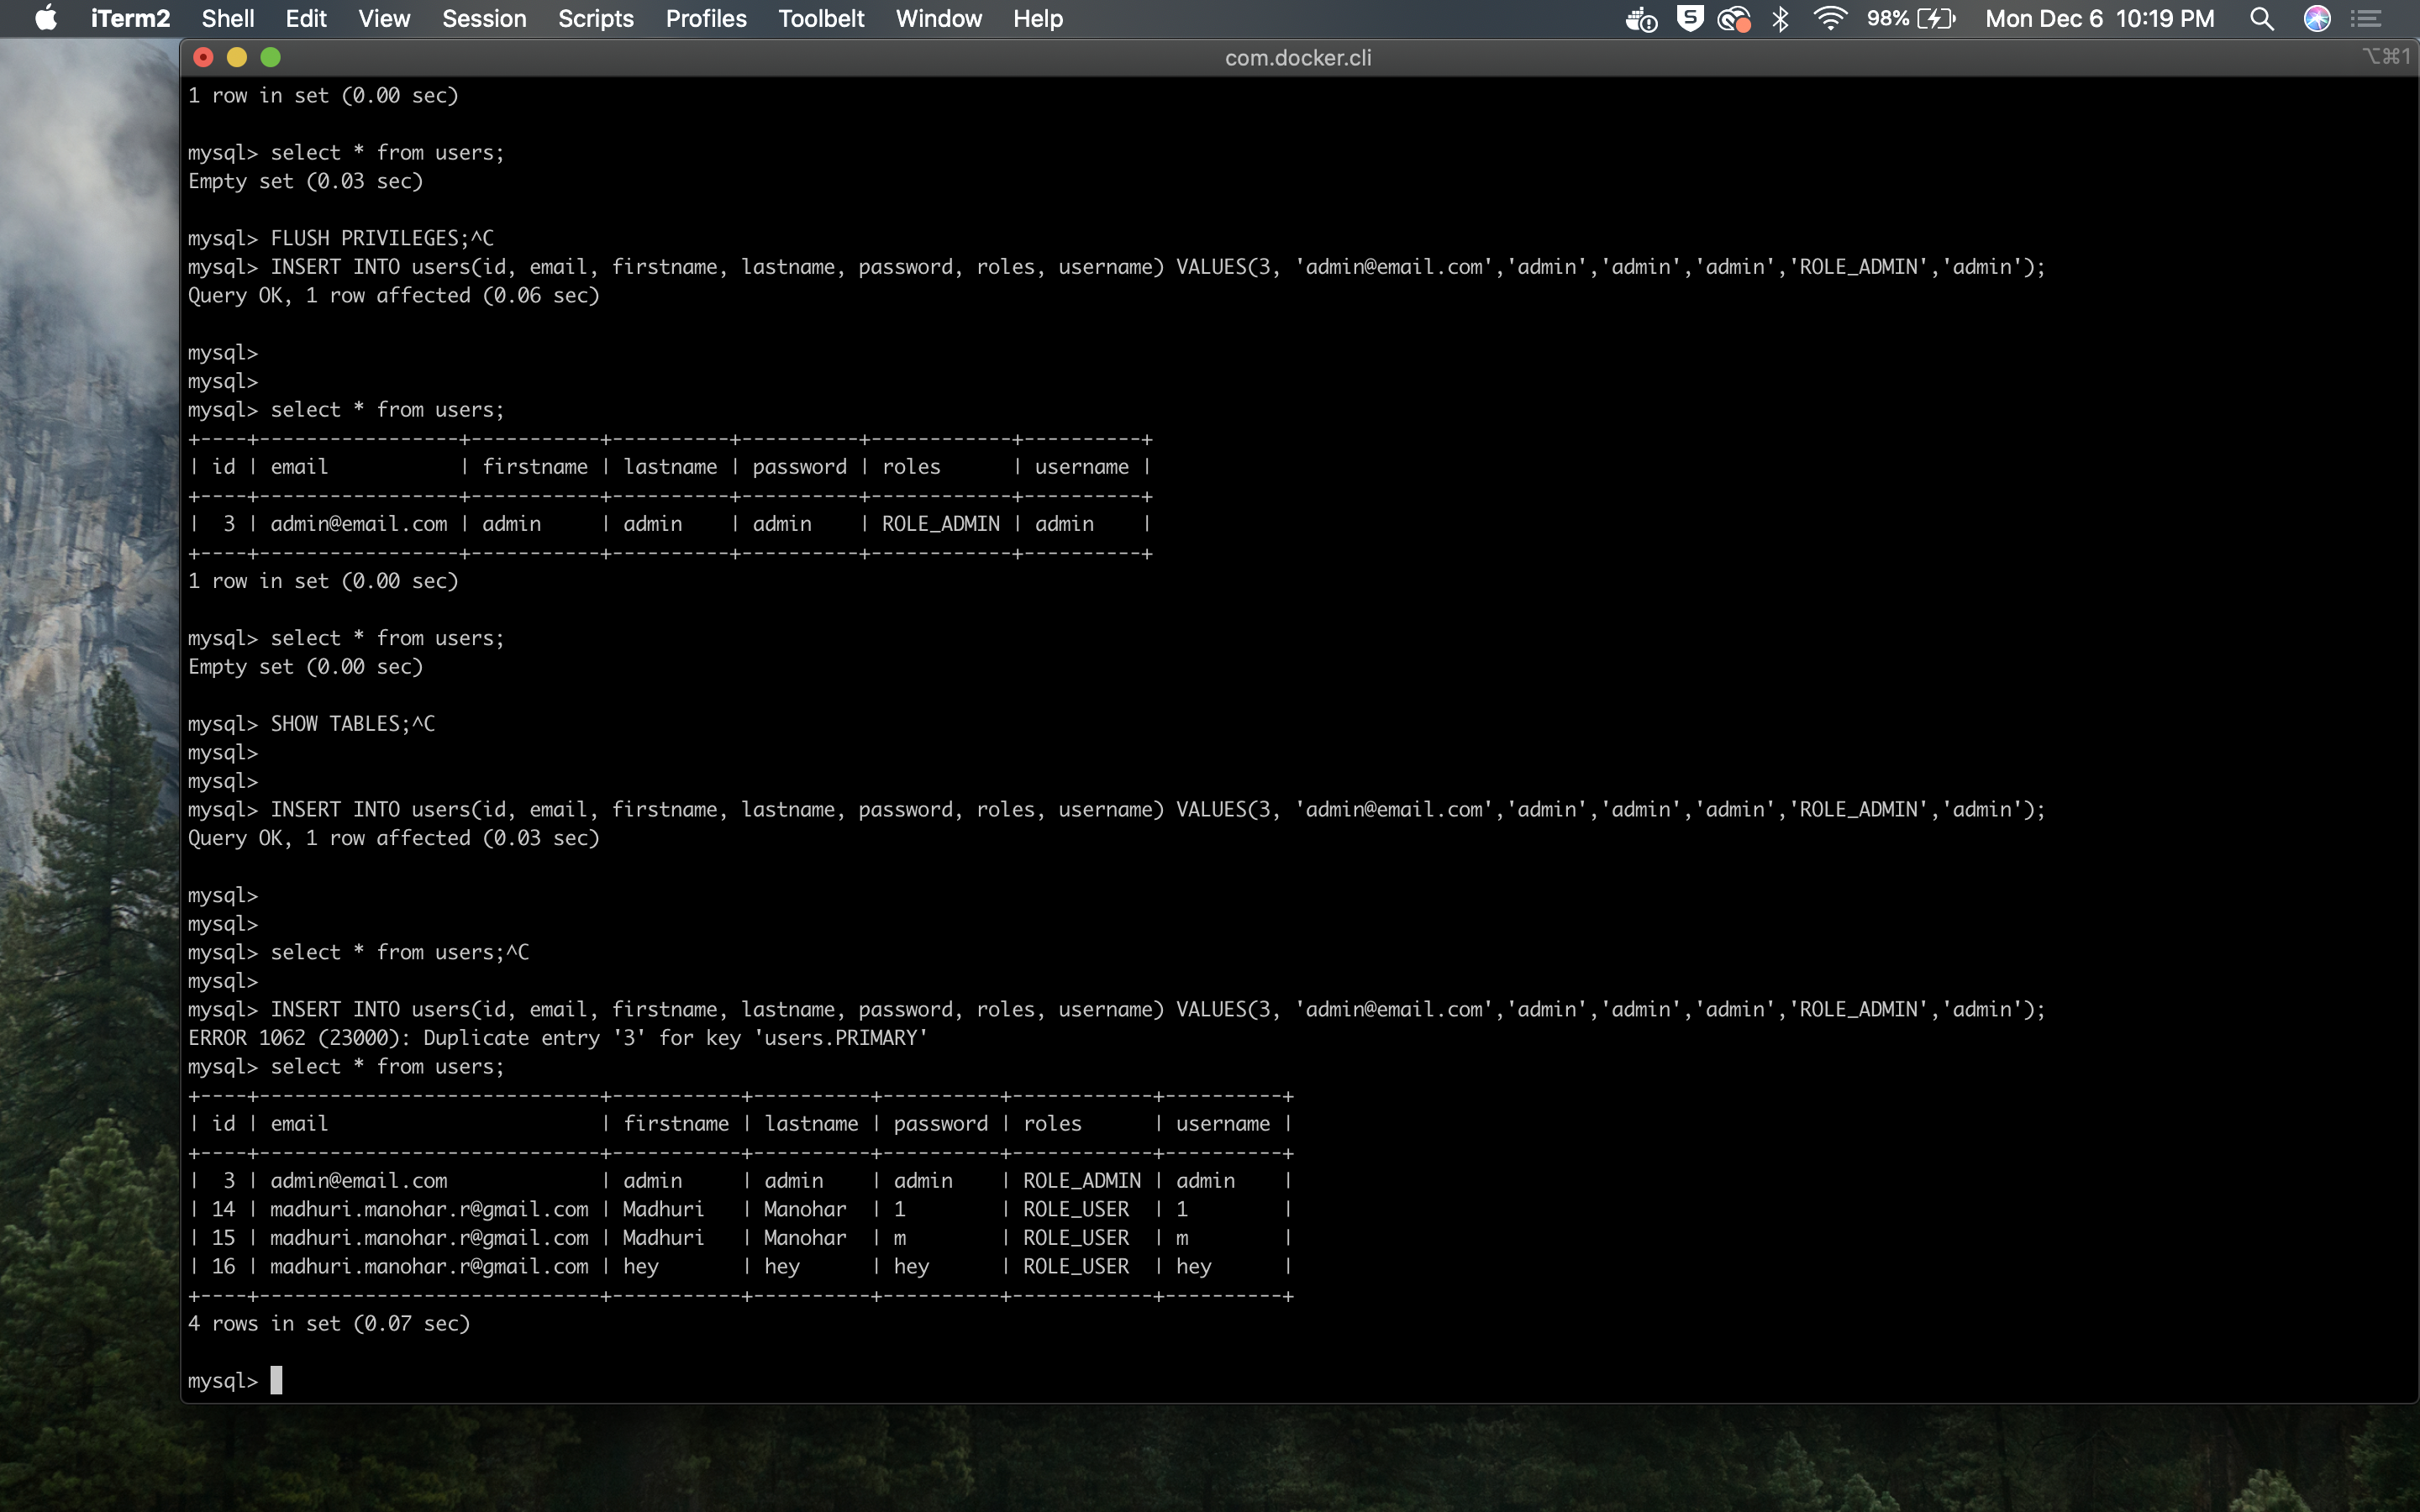 iTerm2 Shell Edit View Session Scripts Profiles Toolbelt Window Help 98% Mon Dec 6 10:19 PM
com.docker.cli ⌥⌘1
1 row in set (0.00 sec)
mysql> select * from users;
Empty set (0.03 sec)
mysql> FLUSH PRIVILEGES;^C
mysql> INSERT INTO users(id, email, firstname, lastname, password, roles, username) VALUES(3, 'admin@email.com','admin','admin','admin','ROLE_ADMIN','admin');
Query OK, 1 row affected (0.06 sec)
mysql>
mysql>
mysql> select * from users;
+----+-----------------+-----------+----------+----------+------------+----------+
| id | email           | firstname | lastname | password | roles      | username |
+----+-----------------+-----------+----------+----------+------------+----------+
|  3 | admin@email.com | admin     | admin    | admin    | ROLE_ADMIN | admin    |
+----+-----------------+-----------+----------+----------+------------+----------+
1 row in set (0.00 sec)
mysql> select * from users;
Empty set (0.00 sec)
mysql> SHOW TABLES;^C
mysql>
mysql>
mysql> INSERT INTO users(id, email, firstname, lastname, password, roles, username) VALUES(3, 'admin@email.com','admin','admin','admin','ROLE_ADMIN','admin');
Query OK, 1 row affected (0.03 sec)
mysql>
mysql>
mysql> select * from users;^C
mysql>
mysql> INSERT INTO users(id, email, firstname, lastname, password, roles, username) VALUES(3, 'admin@email.com','admin','admin','admin','ROLE_ADMIN','admin');
ERROR 1062 (23000): Duplicate entry '3' for key 'users.PRIMARY'
mysql> select * from users;
+----+-----------------------------+-----------+----------+----------+------------+----------+
| id | email                       | firstname | lastname | password | roles      | username |
+----+-----------------------------+-----------+----------+----------+------------+----------+
|  3 | admin@email.com             | admin     | admin    | admin    | ROLE_ADMIN | admin    |
| 14 | madhuri.manohar.r@gmail.com | Madhuri   | Manohar  | 1        | ROLE_USER  | 1        |
| 15 | madhuri.manohar.r@gmail.com | Madhuri   | Manohar  | m        | ROLE_USER  | m        |
| 16 | madhuri.manohar.r@gmail.com | hey       | hey      | hey      | ROLE_USER  | hey      |
+----+-----------------------------+-----------+----------+----------+------------+----------+
4 rows in set (0.07 sec)
mysql>